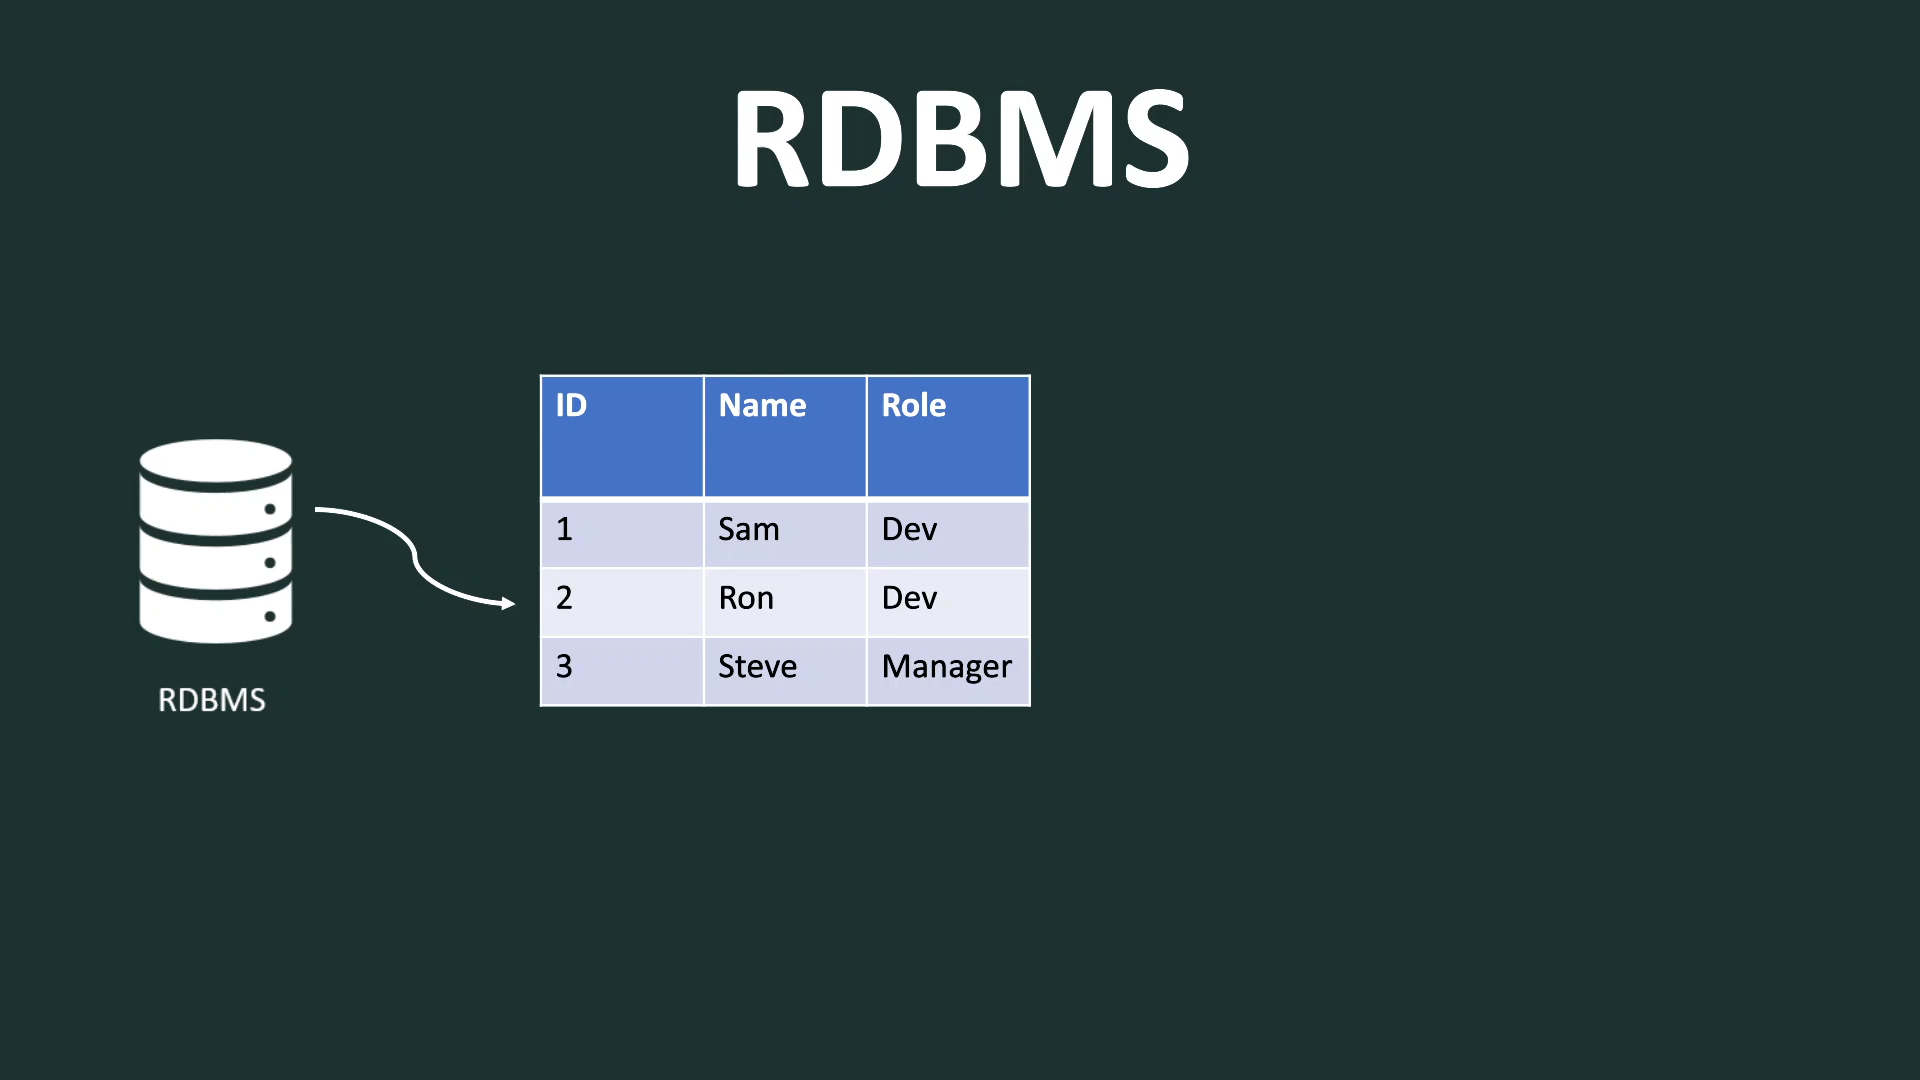 RDBMS
ID Name Role
1 Sam Dev
2 Ron Dev
3 Steve Manager
RDBMS